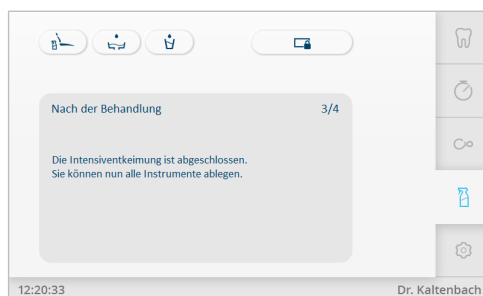 Nach der Behandlung 3/4
Die Intensiventkeimung ist abgeschlossen.
Sie können nun alle Instrumente ablegen.
12:20:33 Dr. Kaltenbach